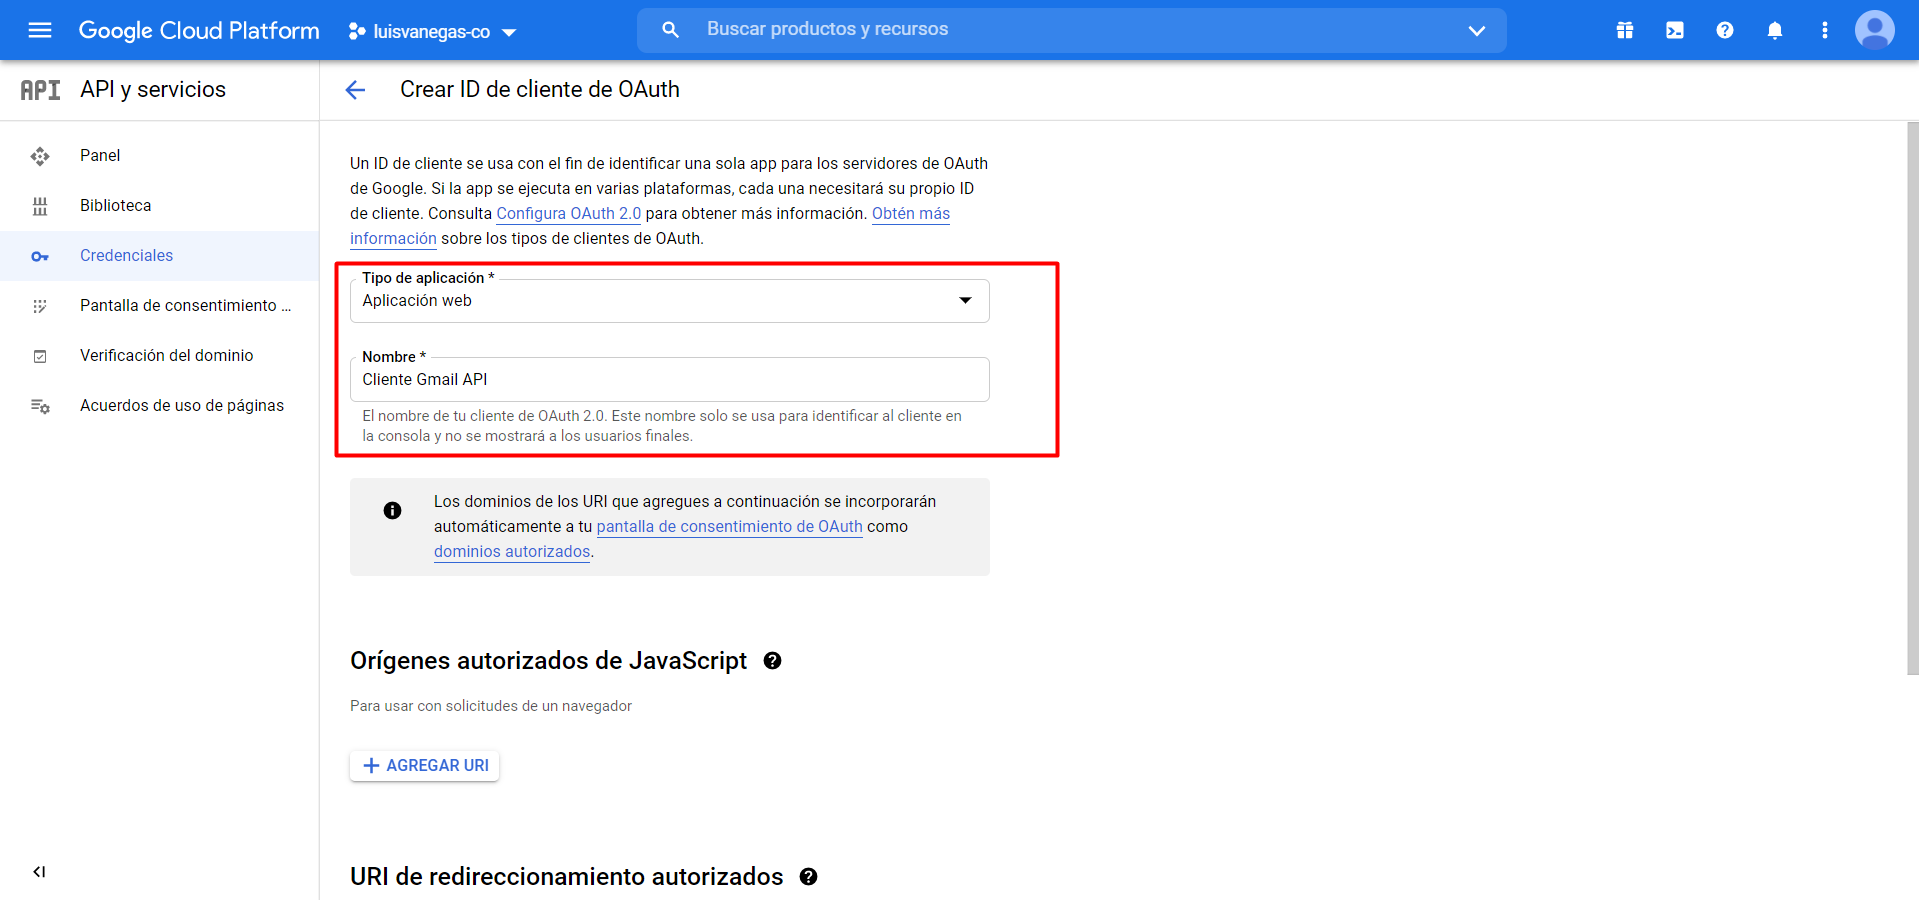 Google Cloud Platform
luisvanegas-co
Buscar productos y recursos
API
API y servicios
Crear ID de cliente de OAuth
Panel
Biblioteca
Credenciales
Pantalla de consentimiento ...
Verificación del dominio
Acuerdos de uso de páginas
Un ID de cliente se usa con el fin de identificar una sola app para los servidores de OAuth
de Google. Si la app se ejecuta en varias plataformas, cada una necesitará su propio ID
de cliente. Consulta Configura OAuth 2.0 para obtener más información. Obtén más
información sobre los tipos de clientes de OAuth.
Tipo de aplicación *
Aplicación web
Nombre *
Cliente Gmail API
El nombre de tu cliente de OAuth 2.0. Este nombre solo se usa para identificar al cliente en
la consola y no se mostrará a los usuarios finales.
Los dominios de los URI que agregues a continuación se incorporarán
automáticamente a tu pantalla de consentimiento de OAuth como
dominios autorizados.
Orígenes autorizados de JavaScript
Para usar con solicitudes de un navegador
AGREGAR URI
URI de redireccionamiento autorizados